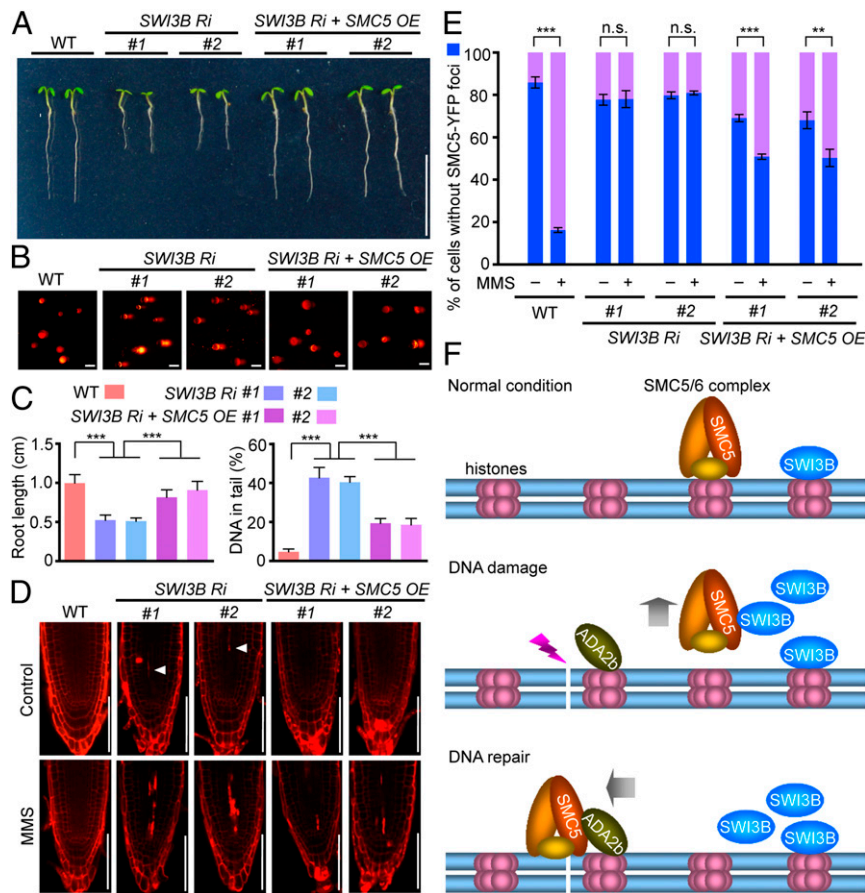 A
SWI3B Ri
SWI3B Ri + SMC5 OE
WT
#1
#2
#1
#2
B
SWI3B Ri
SWI3B Ri + SMC5 OE
WT
#1
#2
#1
#2
C
WT
SWI3B Ri #1 #2
SWI3B Ri + SMC5 OE #1 #2
Root length (cm)
1.5
1.0
0.5
0
***
***
DNA in tail (%)
60
40
20
0
***
***
D
SWI3B Ri
SWI3B Ri + SMC5 OE
WT
#1
#2
#1
#2
Control
MMS
E
% of cells without SMC5-YFP foci
100
80
60
40
20
0
***
n.s.
n.s.
***
**
MMS − + − + − + − + − +
WT
#1
#2
#1
#2
SWI3B Ri
SWI3B Ri + SMC5 OE
F
Normal condition
SMC5/6 complex
SMC5
histones
SWI3B
DNA damage
SMC5
SWI3B
SWI3B
SWI3B
ADA2b
DNA repair
SMC5
ADA2b
SWI3B
SWI3B
SWI3B